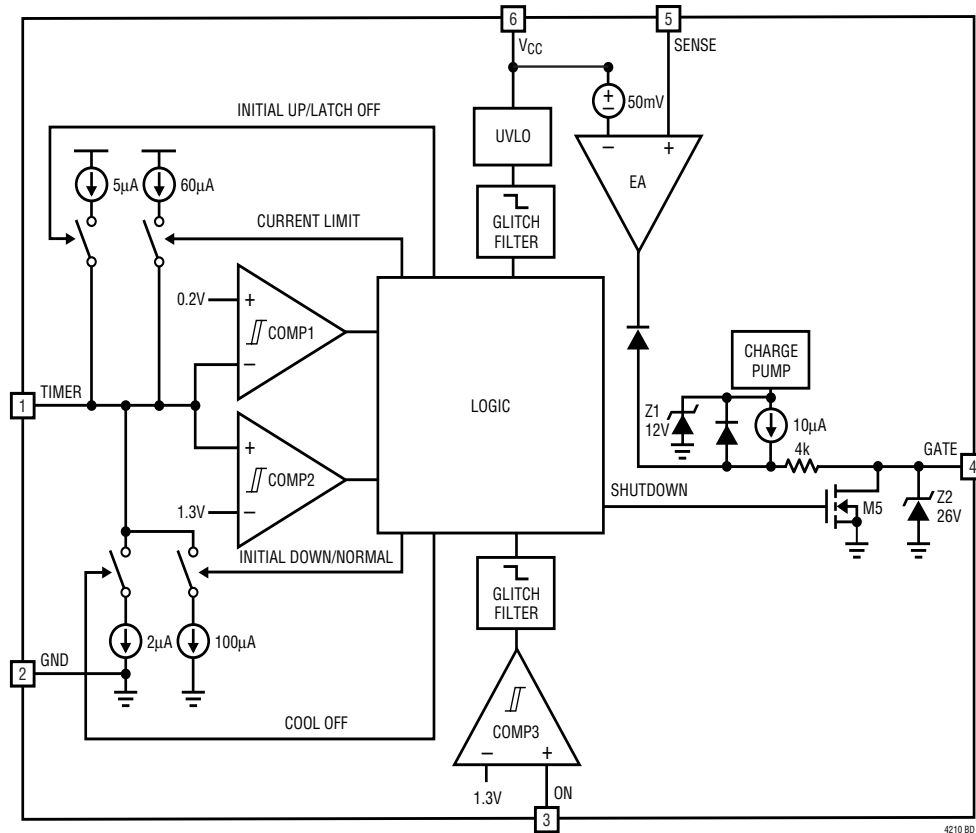 6
VCC
5
SENSE
50mV
INITIAL UP/LATCH OFF
UVLO
–
+
EA
5µA
60µA
CURRENT LIMIT
GLITCH
FILTER
0.2V
+
COMP1
–
CHARGE
PUMP
1
TIMER
LOGIC
Z1
12V
10µA
4k
GATE
4
+
COMP2
SHUTDOWN
M5
Z2
26V
1.3V
–
INITIAL DOWN/NORMAL
GLITCH
FILTER
2µA
100µA
2
GND
COOL OFF
COMP3
–
+
1.3V
ON
3
4210 BD